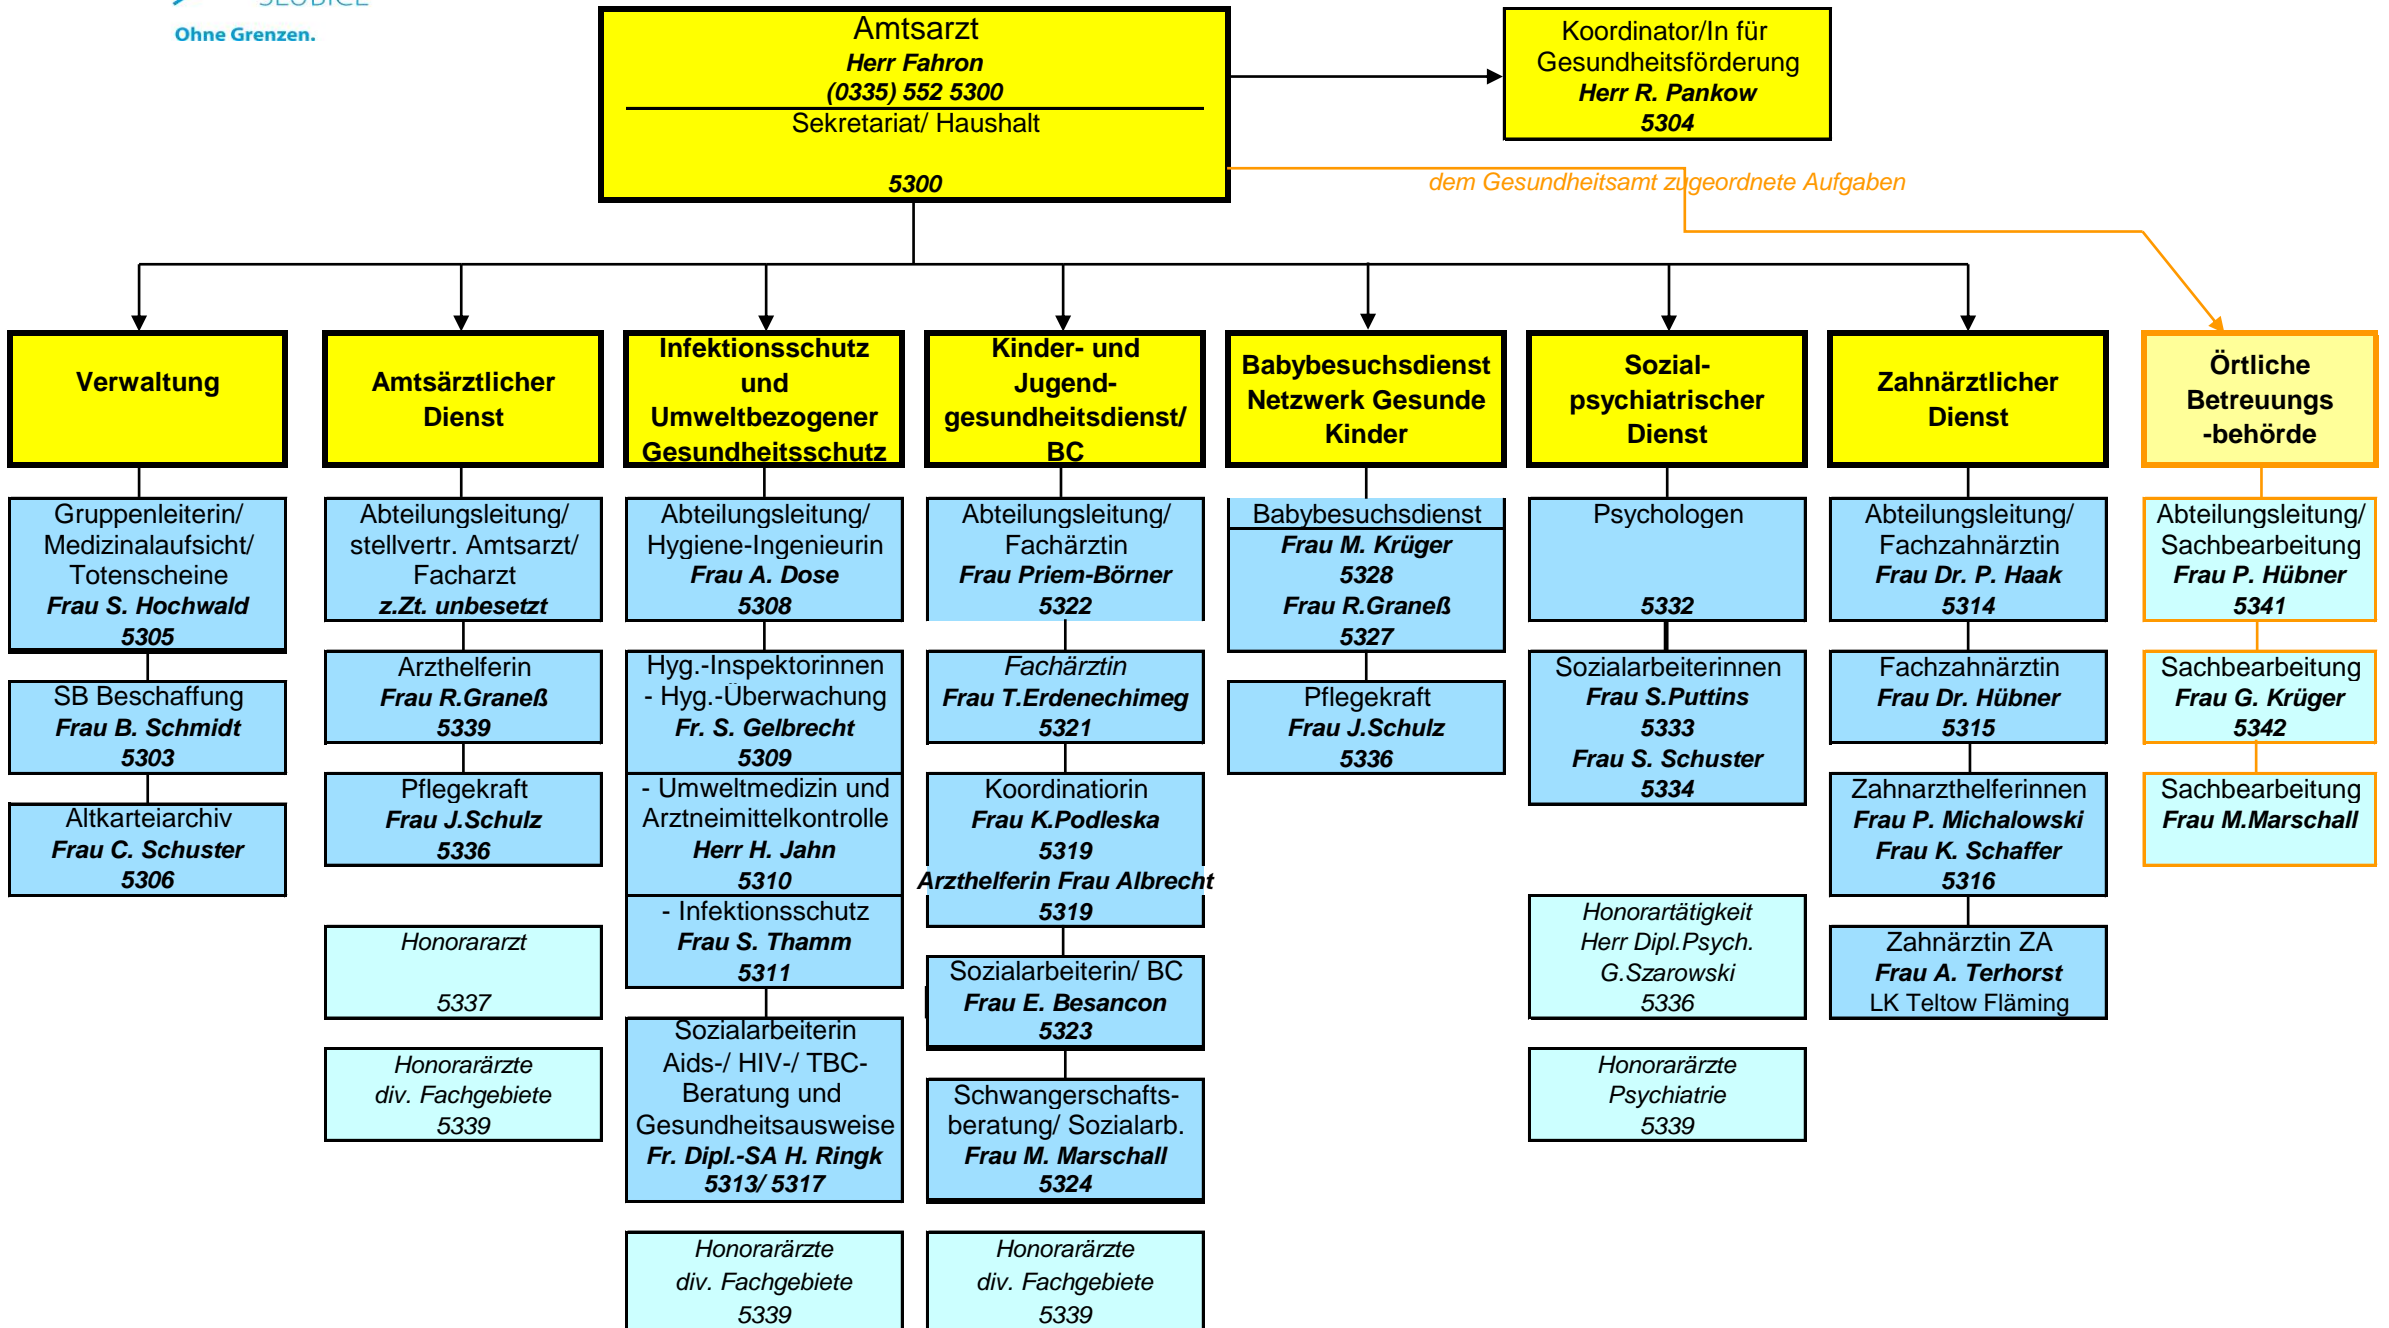 SŁUBICE
Ohne Grenzen.
Amtsarzt
Herr Fahron
(0335) 552 5300
Sekretariat/ Haushalt
5300
Koordinator/In für
Gesundheitsförderung
Herr R. Pankow
5304
dem Gesundheitsamt zugeordnete Aufgaben
Verwaltung
Gruppenleiterin/
Medizinalaufsicht/
Totenscheine
Frau S. Hochwald
5305
SB Beschaffung
Frau B. Schmidt
5303
Altkarteiarchiv
Frau C. Schuster
5306
Amtsärztlicher
Dienst
Abteilungsleitung/
stellvertr. Amtsarzt/
Facharzt
z.Zt. unbesetzt
Arzthelferin
Frau R.Graneß
5339
Pflegekraft
Frau J.Schulz
5336
Honorararzt
5337
Honorarärzte
div. Fachgebiete
5339
Infektionsschutz
und
Umweltbezogener
Gesundheitsschutz
Abteilungsleitung/
Hygiene-Ingenieurin
Frau A. Dose
5308
Hyg.-Inspektorinnen
- Hyg.-Überwachung
Fr. S. Gelbrecht
5309
- Umweltmedizin und
Arztneimittelkontrolle
Herr H. Jahn
5310
- Infektionsschutz
Frau S. Thamm
5311
Sozialarbeiterin
Aids-/ HIV-/ TBC-
Beratung und
Gesundheitsausweise
Fr. Dipl.-SA H. Ringk
5313/ 5317
Honorarärzte
div. Fachgebiete
5339
Kinder- und
Jugend-
gesundheitsdienst/
BC
Abteilungsleitung/
Fachärztin
Frau Priem-Börner
5322
Fachärztin
Frau T.Erdenechimeg
5321
Koordinatiorin
Frau K.Podleska
5319
Arzthelferin Frau Albrecht
5319
Sozialarbeiterin/ BC
Frau E. Besancon
5323
Schwangerschafts-
beratung/ Sozialarb.
Frau M. Marschall
5324
Honorarärzte
div. Fachgebiete
5339
Babybesuchsdienst
Netzwerk Gesunde
Kinder
Babybesuchsdienst
Frau M. Krüger
5328
Frau R.Graneß
5327
Pflegekraft
Frau J.Schulz
5336
Sozial-
psychiatrischer
Dienst
Psychologen
5332
Sozialarbeiterinnen
Frau S.Puttins
5333
Frau S. Schuster
5334
Honorartätigkeit
Herr Dipl.Psych.
G.Szarowski
5336
Honorarärzte
Psychiatrie
5339
Zahnärztlicher
Dienst
Abteilungsleitung/
Fachzahnärztin
Frau Dr. P. Haak
5314
Fachzahnärztin
Frau Dr. Hübner
5315
Zahnarzthelferinnen
Frau P. Michalowski
Frau K. Schaffer
5316
Zahnärztin ZA
Frau A. Terhorst
LK Teltow Fläming
Örtliche
Betreuungs
-behörde
Abteilungsleitung/
Sachbearbeitung
Frau P. Hübner
5341
Sachbearbeitung
Frau G. Krüger
5342
Sachbearbeitung
Frau M.Marschall